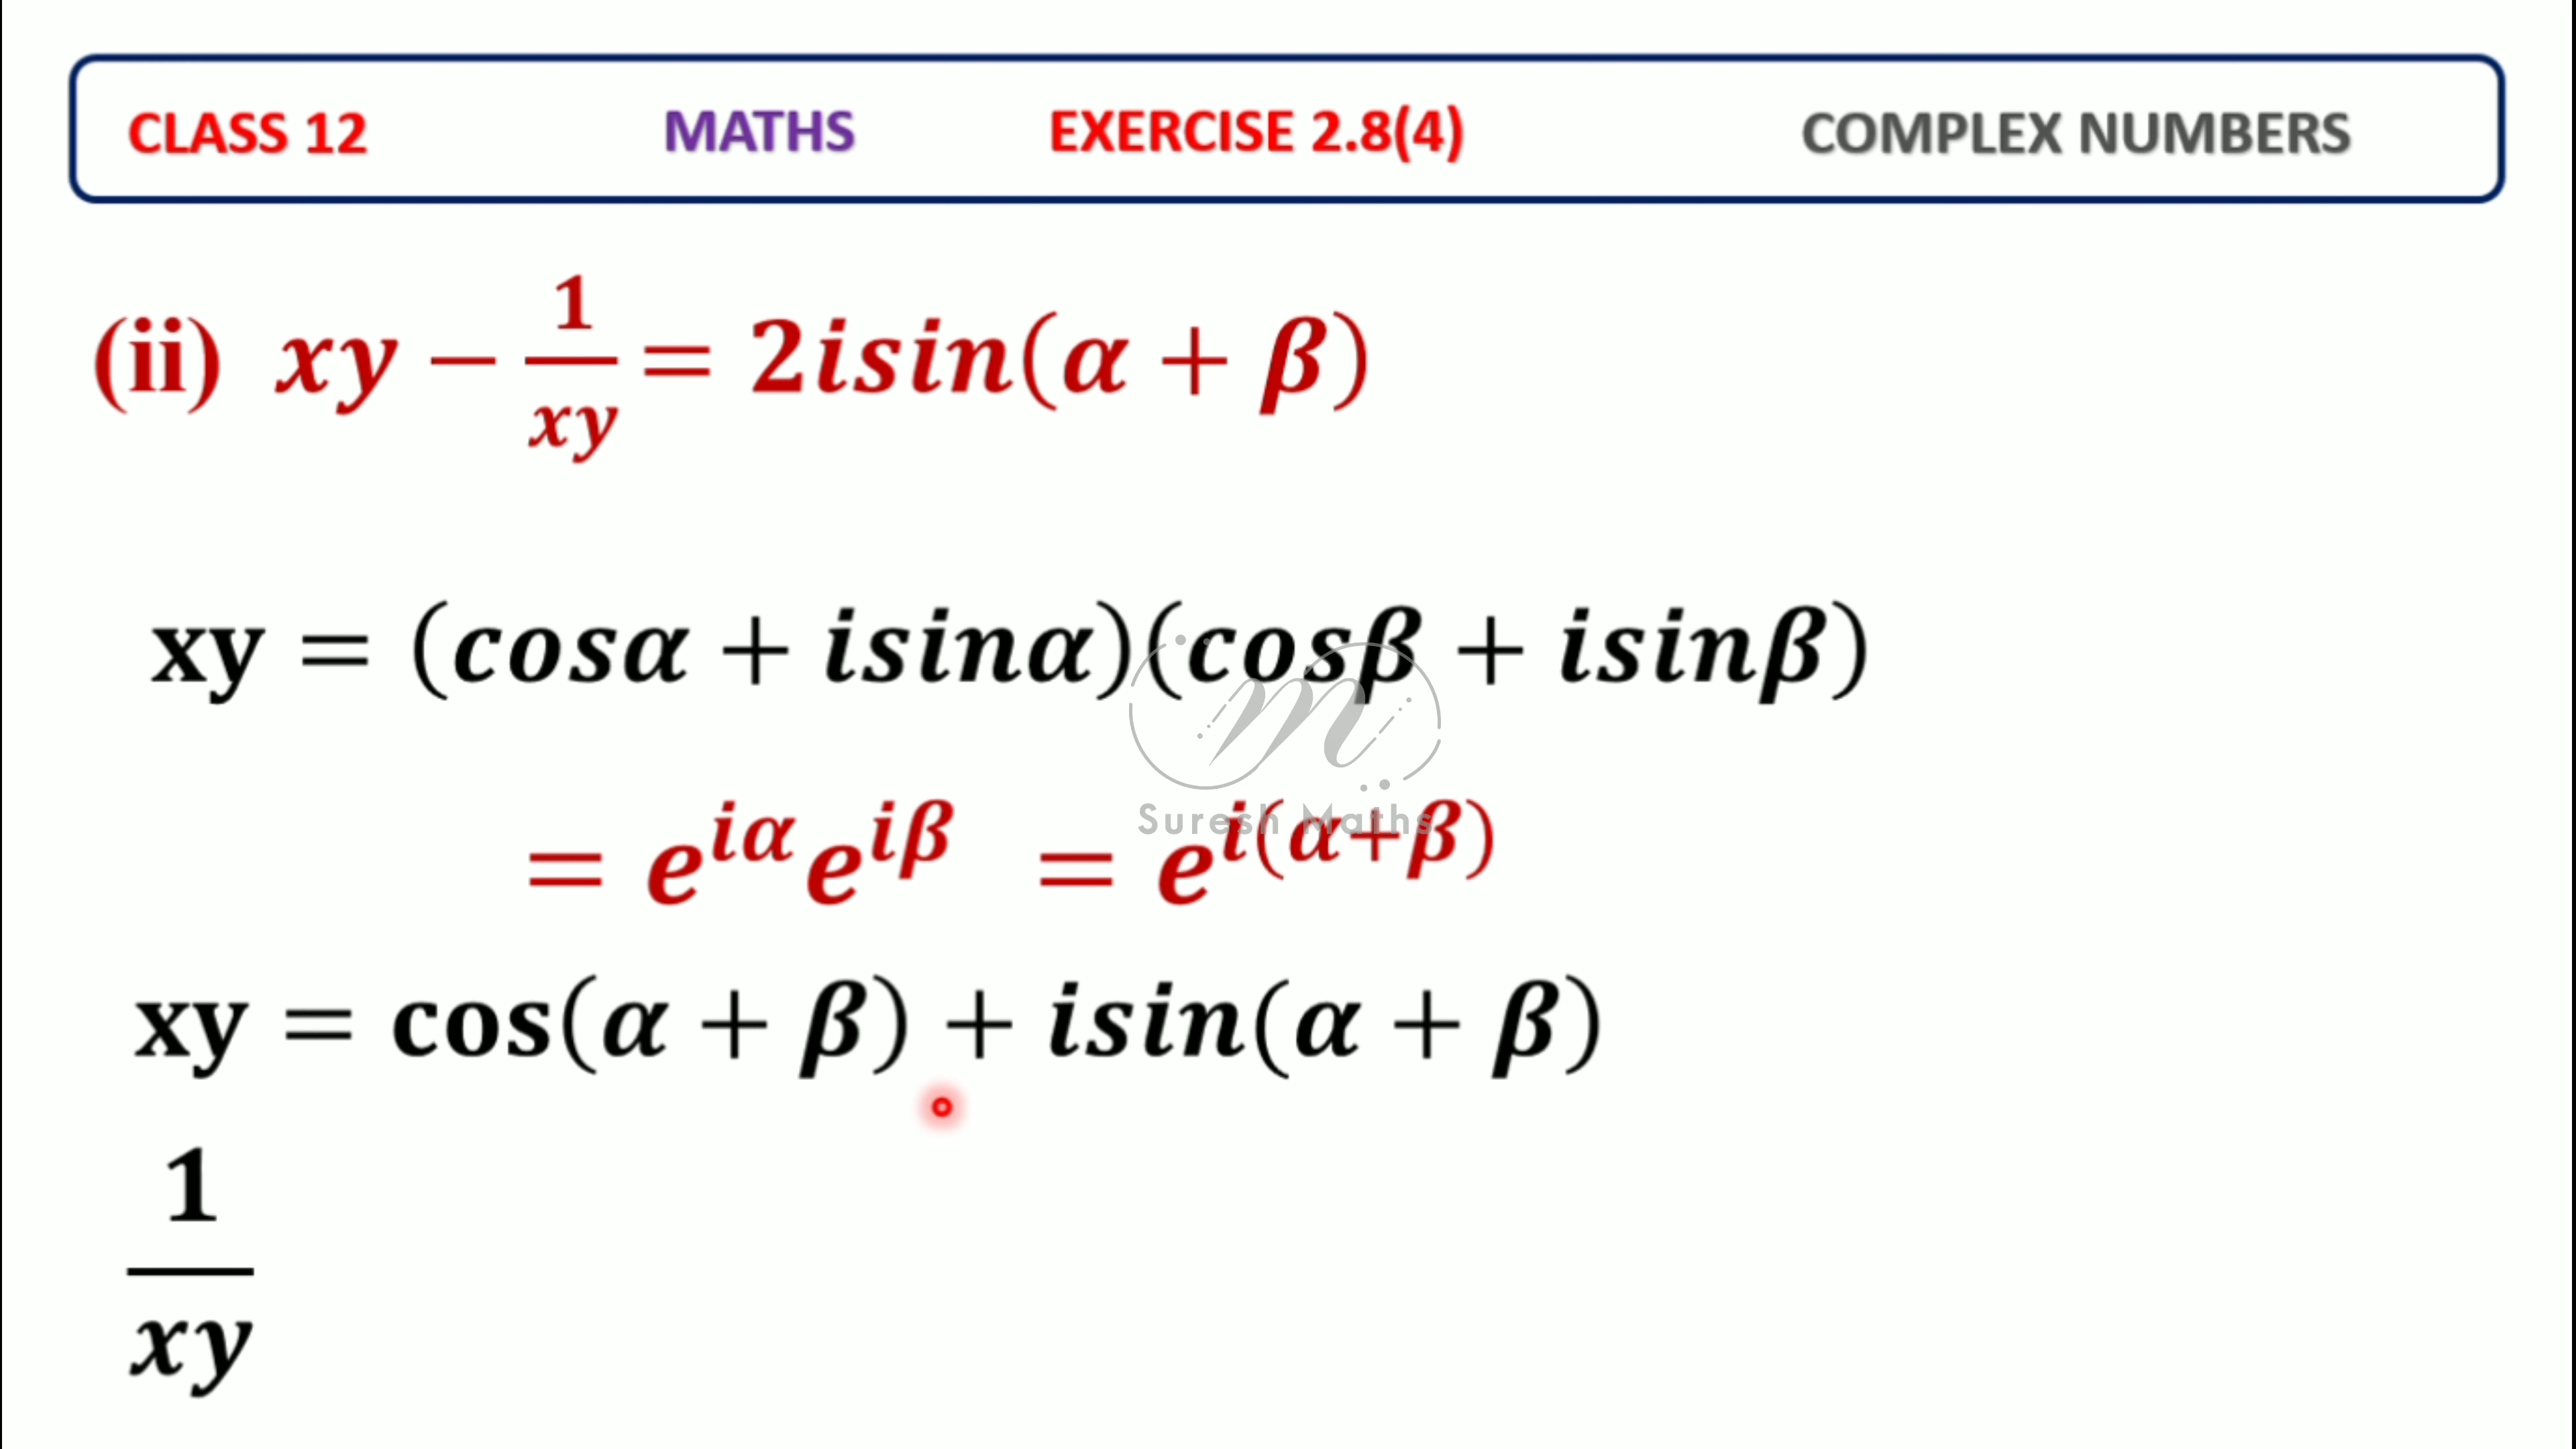 CLASS 12 MATHS EXERCISE 2.8(4) COMPLEX NUMBERS
(ii) xy − 1/xy = 2isin(α + β)
xy = (cosα + isinα)(cosβ + isinβ)
= e^{iα}e^{iβ} = e^{i(α+β)}
Suresh Maths
xy = cos(α + β) + isin(α + β)
1/xy